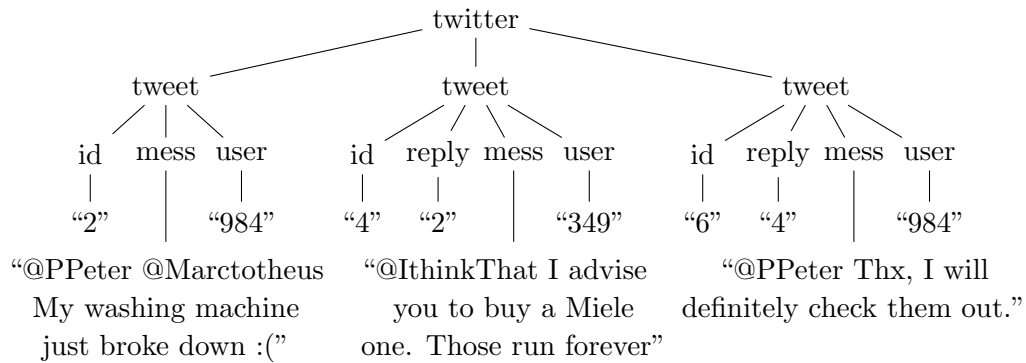 twitter
tweet tweet tweet
id mess user id reply mess user id reply mess user
“2” “984” “4” “2” “349” “6” “4” “984”
“@PPeter @Marctotheus
My washing machine
just broke down :(”
“@IthinkThat I advise
you to buy a Miele
one. Those run forever”
“@PPeter Thx, I will
definitely check them out.”